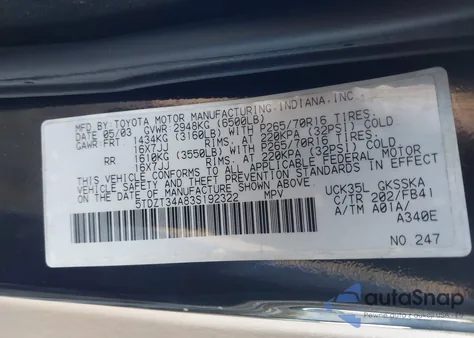 MFD.BY:TOYOTA MOTOR MANUFACTURING,INDIANA,INC.
DATE: 05/03 GVWR: 2948KG (6500LB)
GAWR:FRT 1434KG (3160LB) WITH P265/70R16 TIRES.
16X7JJ RIMS, AT 220KPA (32PSI) COLD
RR 1610KG (3550LB) WITH P265/70R16 TIRES.
16X7JJ RIMS, AT 220KPA (32PSI) COLD
THIS VEHICLE CONFORMS TO ALL APPLICABLE FEDERAL MOTOR
VEHICLE SAFETY AND THEFT PREVENTION STANDARDS IN EFFECT ON
THE DATE OF MANUFACTURE SHOWN ABOVE.
5TDZT34A83S192322 MPV
UCK35L GKSSKA
C/TR 202/FB41
A/TM A01A/
A340E
NO 247
autoSnap
Pewne auto z aukcji